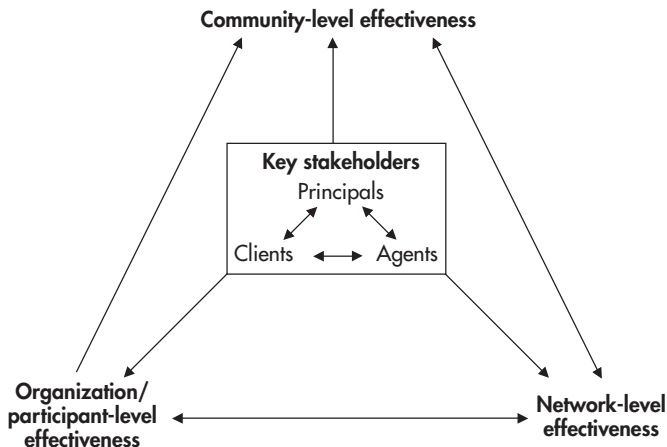 Community-level effectiveness
Key stakeholders
Principals
Clients
Agents
Organization/
participant-level
effectiveness
Network-level
effectiveness